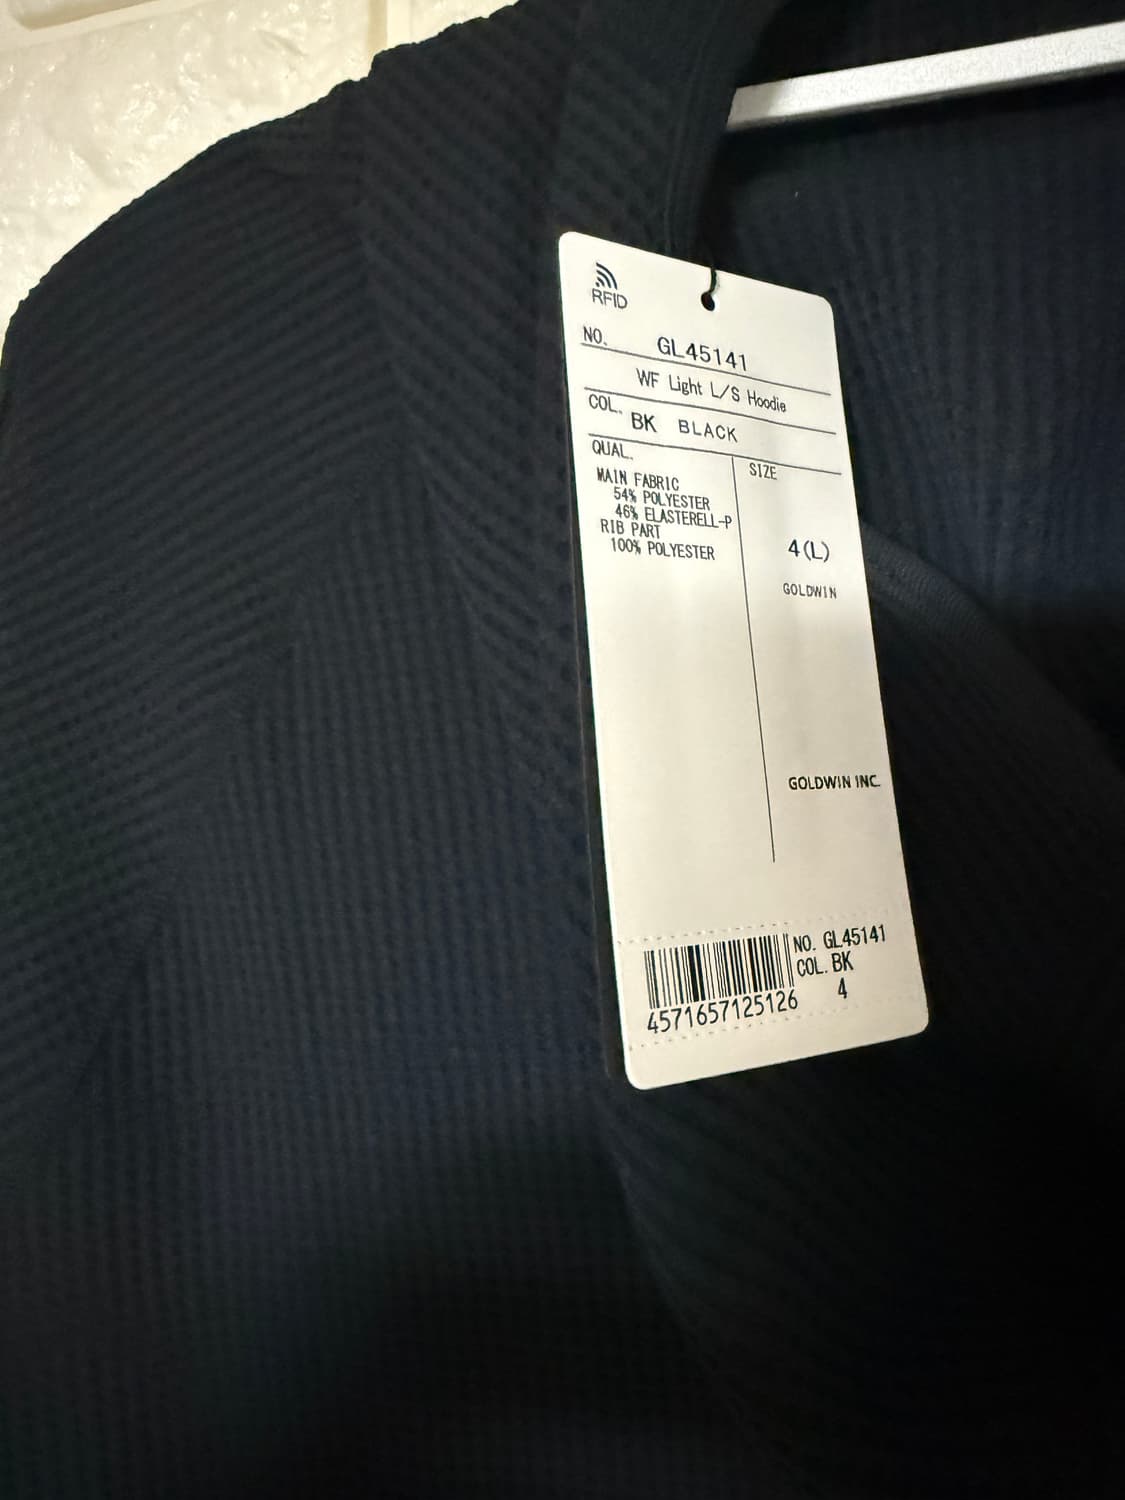 RFID
NO. GL45141
WF Light L/S Hoodie
COL. BK BLACK
QUAL.
MAIN FABRIC
54% POLYESTER
46% ELASTERELL-P
RIB PART
100% POLYESTER
SIZE
4(L)
GOLDWIN
GOLDWIN INC.
NO. GL45141
COL. BK
4
4571657125126